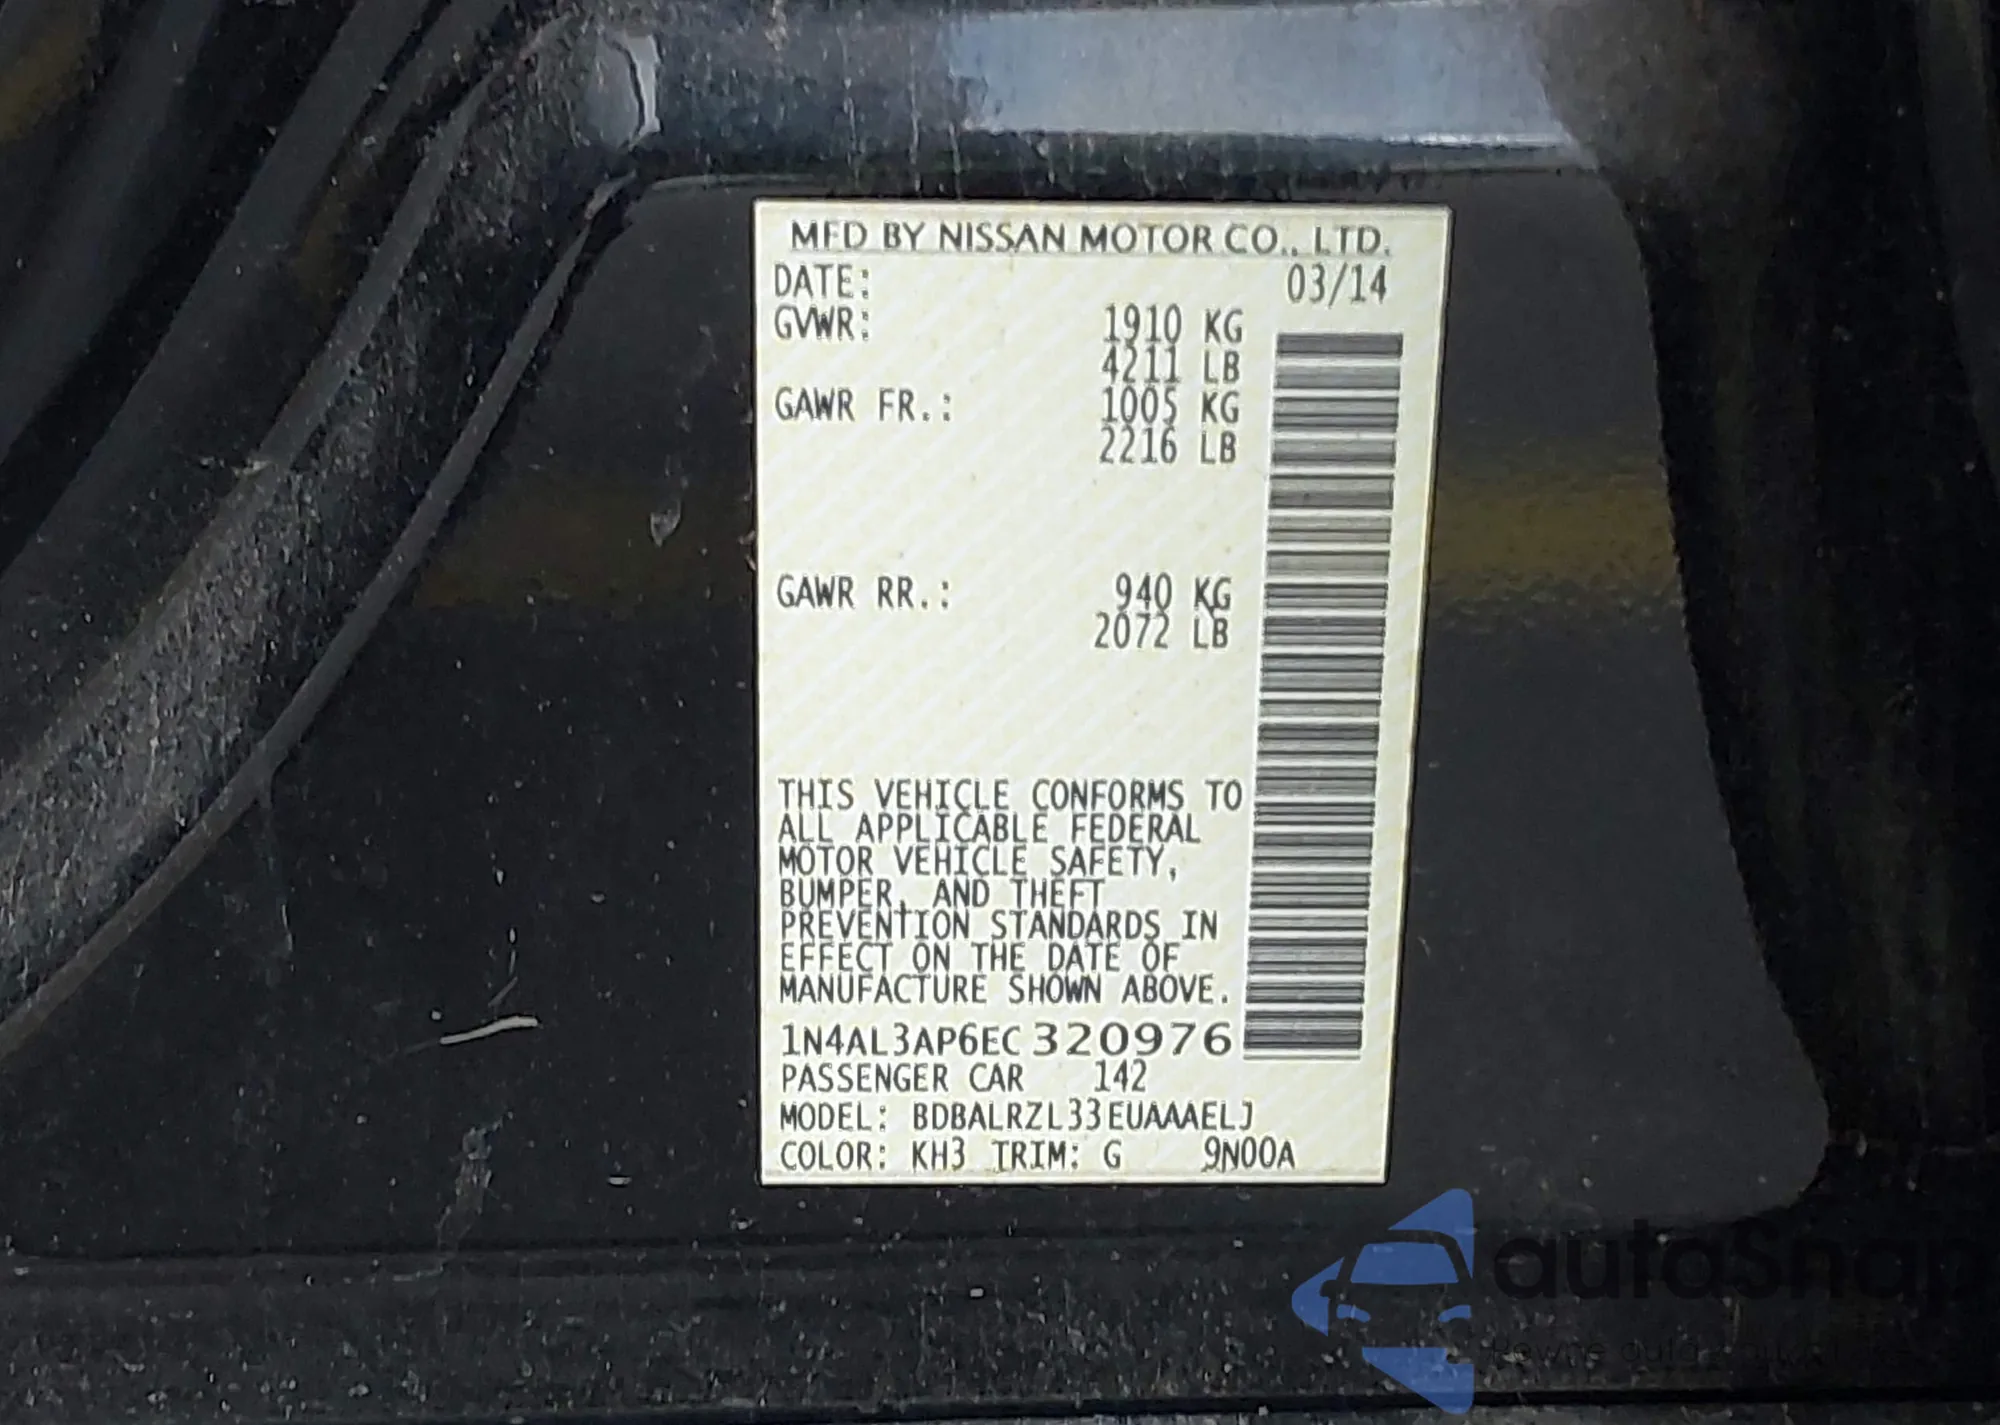 MFD BY NISSAN MOTOR CO., LTD.
DATE: 03/14
GVWR: 1910 KG
4211 LB
GAWR FR.: 1005 KG
2216 LB
GAWR RR.: 940 KG
2072 LB
THIS VEHICLE CONFORMS TO
ALL APPLICABLE FEDERAL
MOTOR VEHICLE SAFETY,
BUMPER, AND THEFT
PREVENTION STANDARDS IN
EFFECT ON THE DATE OF
MANUFACTURE SHOWN ABOVE.
1N4AL3AP6EC320976
PASSENGER CAR 142
MODEL: BDBALRZL33EUAAAELJ
COLOR: KH3 TRIM: G 9N00A
autoSnap
Pewne auto